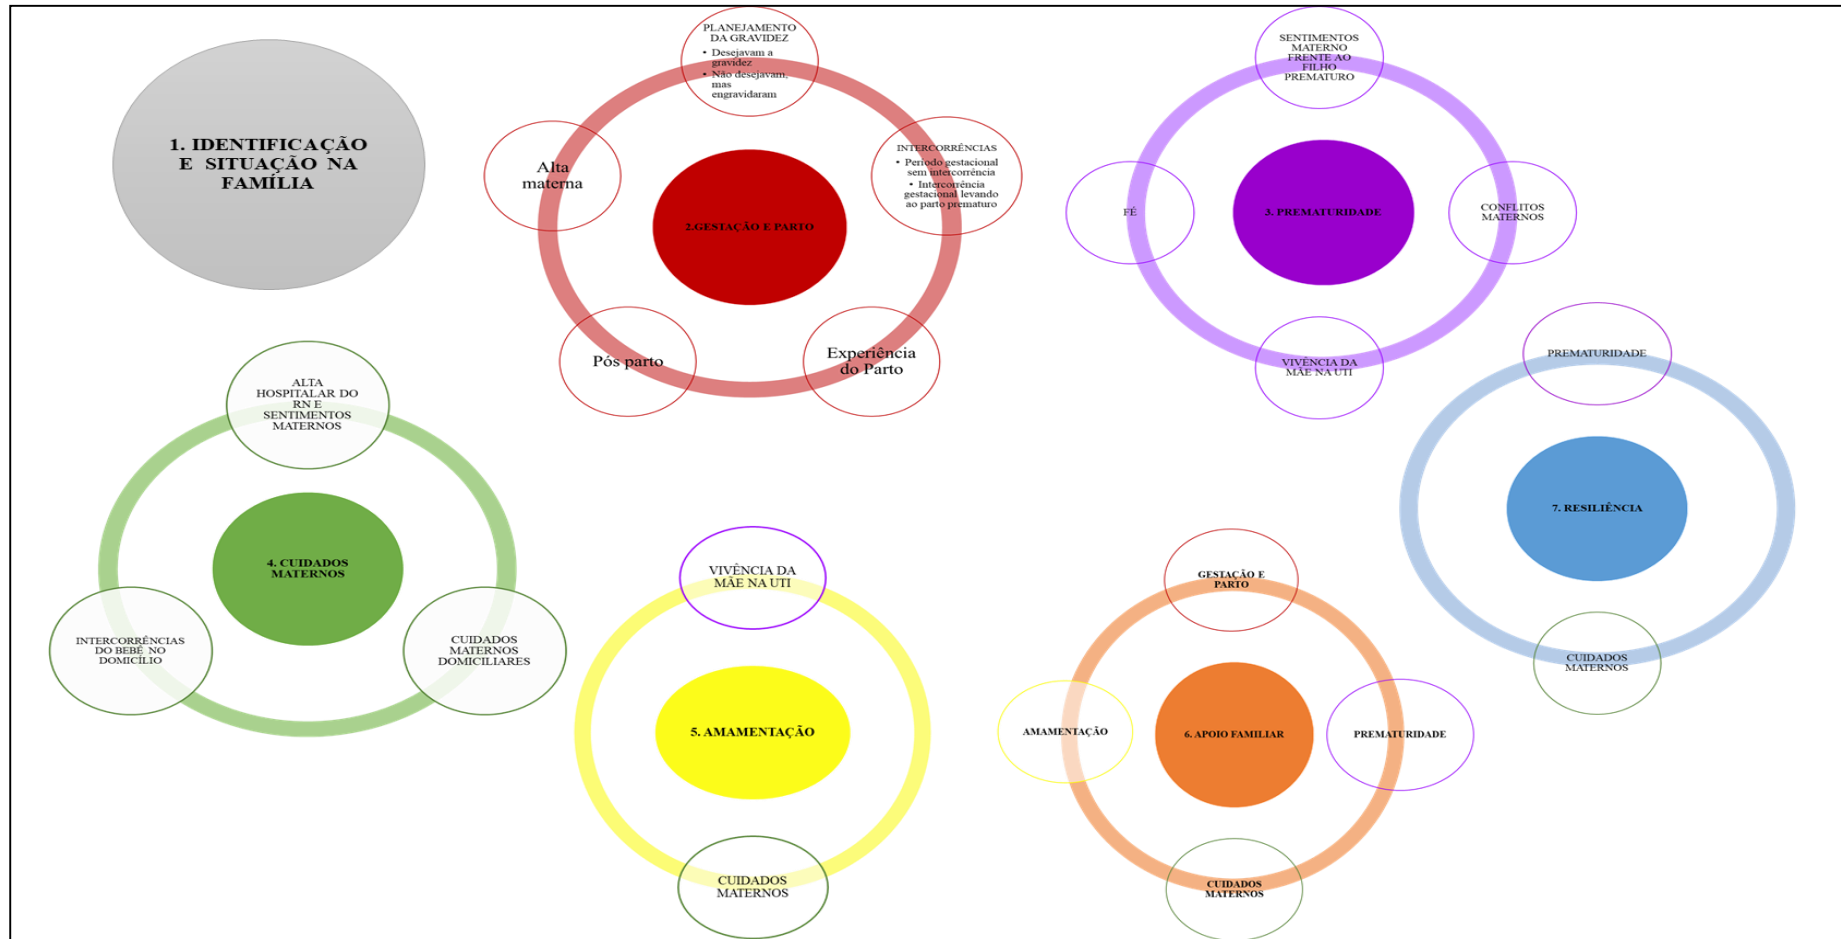 1. IDENTIFICAÇÃO
E SITUAÇÃO NA
FAMÍLIA
PLANEJAMENTO
DA GRAVIDEZ
• Desejavam a
gravidez
• Não desejavam,
mas
engravidaram
INTERCORRÊNCIAS
• Periodo gestacional
sem intercorrência
• Intercorrência
gestacional levando
ao parto prematuro
Experiência
do Parto
Pós parto
Alta
materna
2.GESTAÇÃO E PARTO
SENTIMENTOS
MATERNO
FRENTE AO
FILHO
PREMATURO
CONFLITOS
MATERNOS
VIVÊNCIA DA
MÃE NA UTI
FÉ
3. PREMATURIDADE
ALTA
HOSPITALAR DO
RN E
SENTIMENTOS
MATERNOS
CUIDADOS
MATERNOS
DOMICILIARES
INTERCORRÊNCIAS
DO BEBÊ NO
DOMICÍLIO
4. CUIDADOS
MATERNOS
VIVÊNCIA DA
MÃE NA UTI
5. AMAMENTAÇÃO
CUIDADOS
MATERNOS
GESTAÇÃO E
PARTO
PREMATURIDADE
CUIDADOS
MATERNOS
AMAMENTAÇÃO
6. APOIO FAMILIAR
PREMATURIDADE
7. RESILIÊNCIA
CUIDADOS
MATERNOS